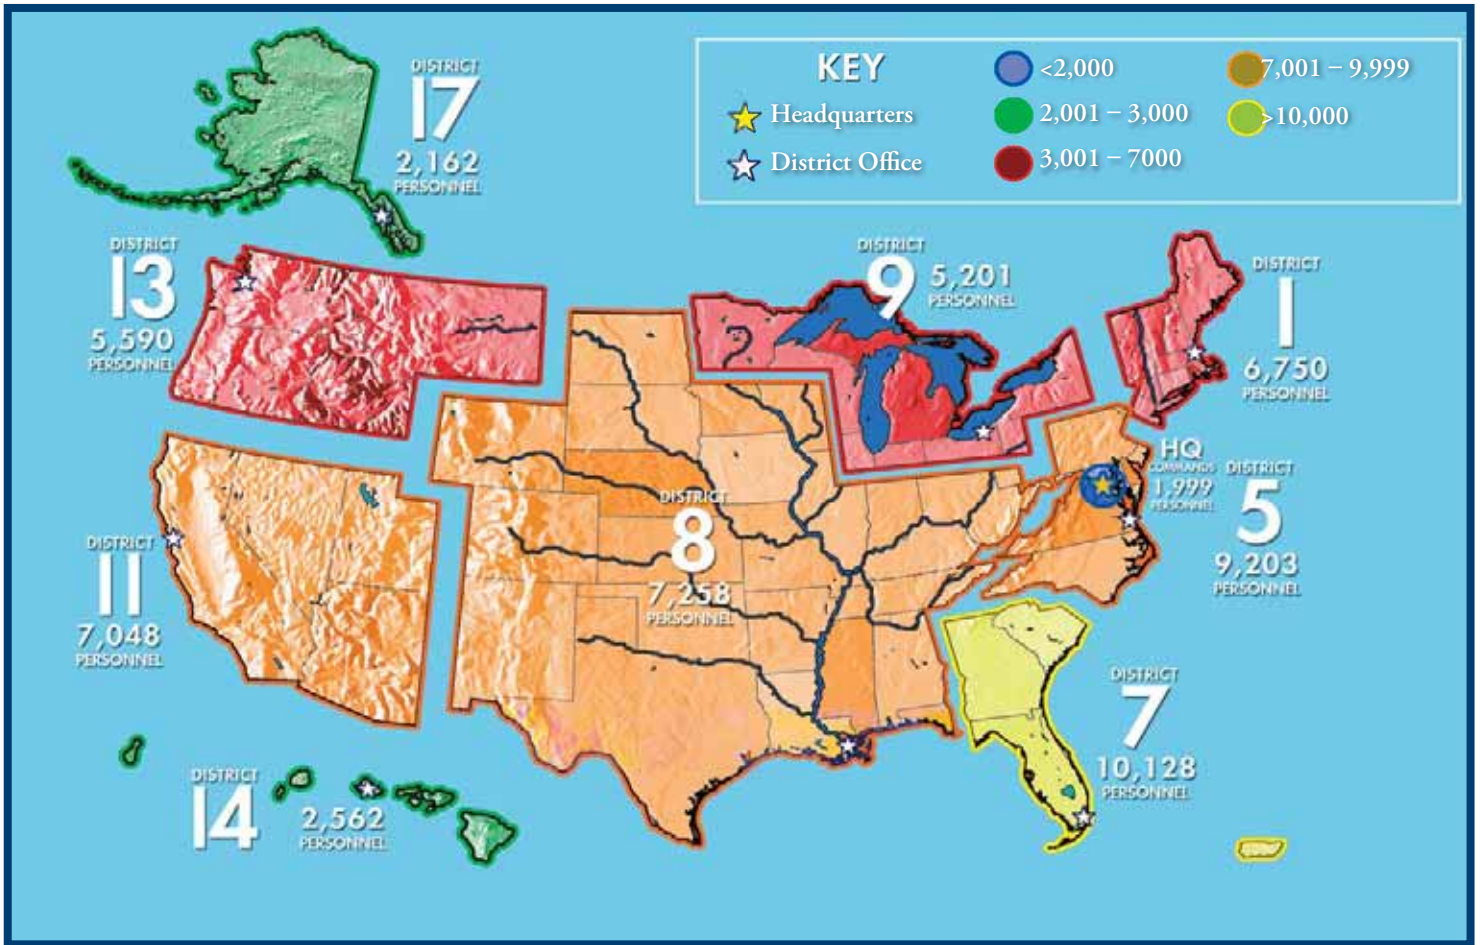 DISTRICT
17
2,162
PERSONNEL
KEY
Headquarters
District Office
<2,000
2,001 – 3,000
3,001 – 7000
7,001 – 9,999
>10,000
DISTRICT
13
5,590
PERSONNEL
DISTRICT
9
5,201
PERSONNEL
DISTRICT
1
6,750
PERSONNEL
HQ
COMMANDS
1,999
PERSONNEL
DISTRICT
5
9,203
PERSONNEL
DISTRICT
8
7,258
PERSONNEL
DISTRICT
11
7,048
PERSONNEL
DISTRICT
7
10,128
PERSONNEL
DISTRICT
14
2,562
PERSONNEL